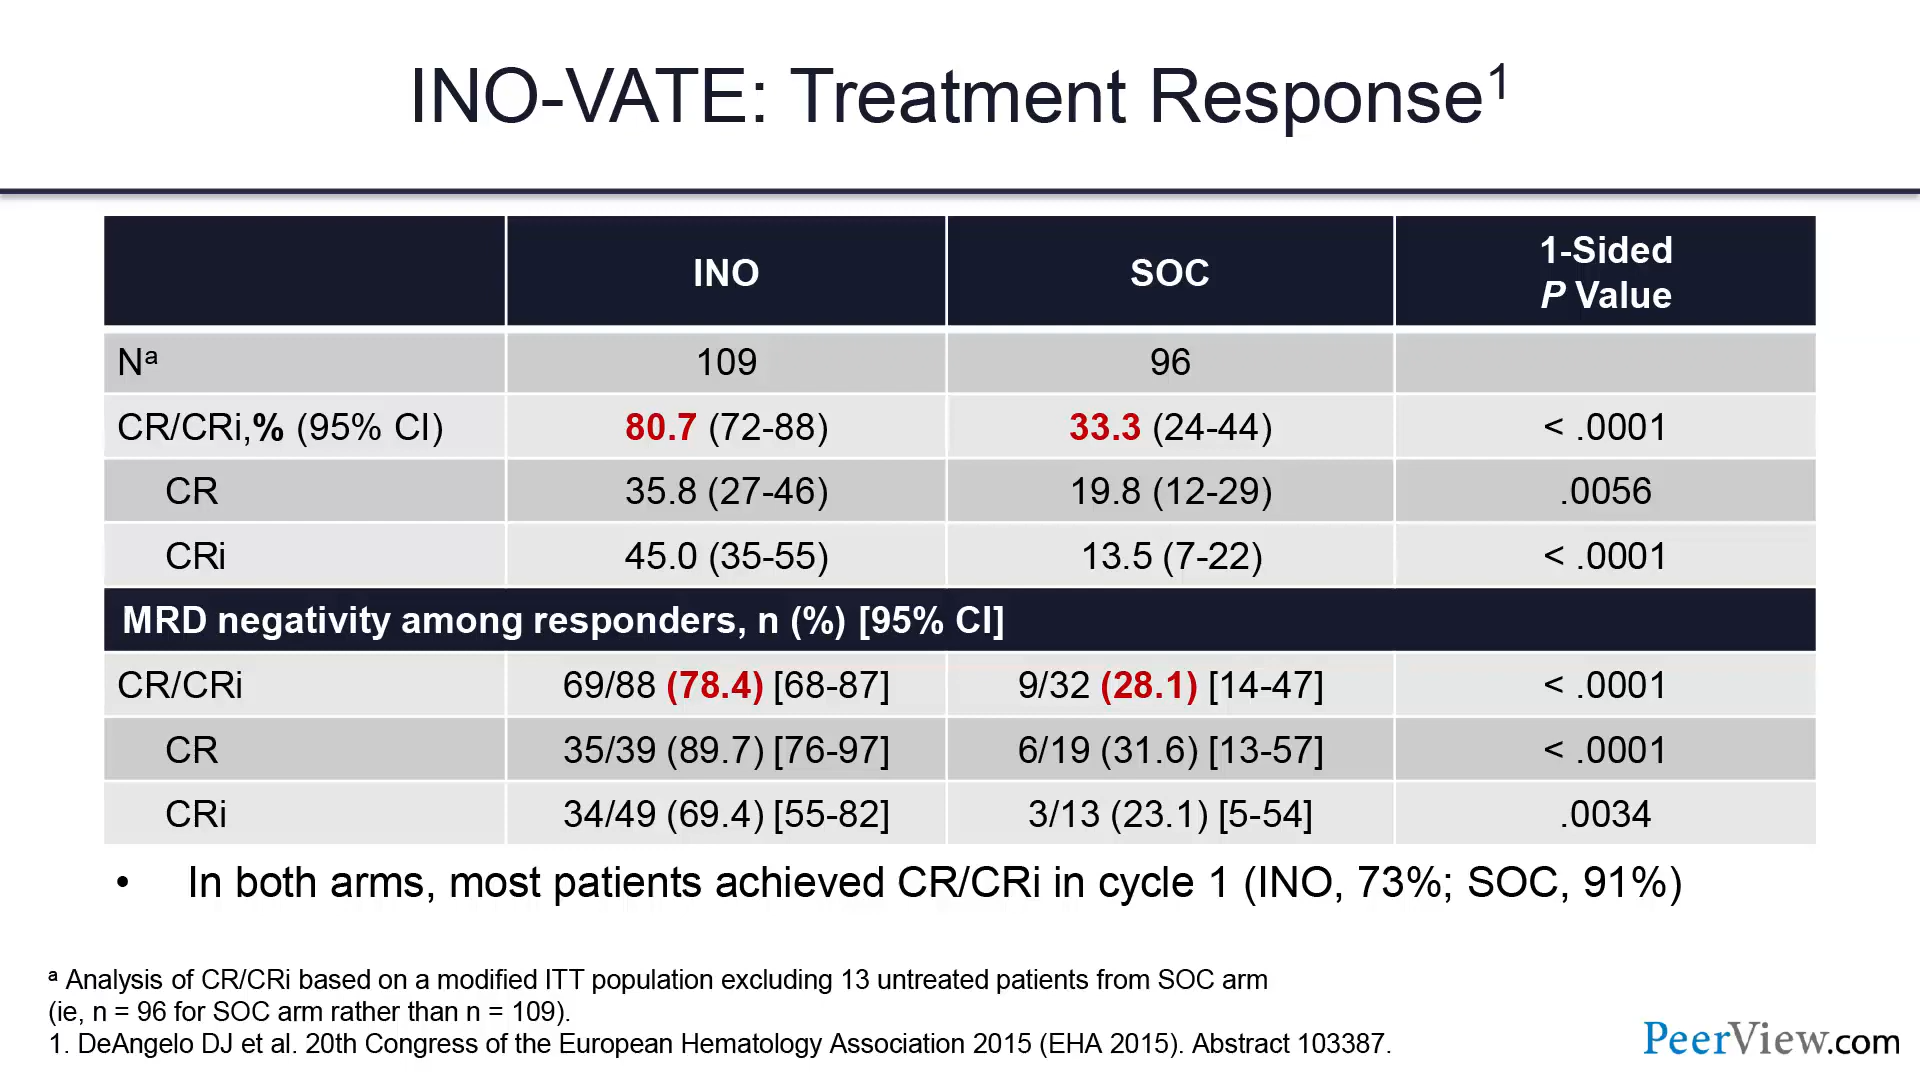 INO-VATE: Treatment Response¹
INO SOC 1-Sided P Value
Nᵃ 109 96
CR/CRi,% (95% CI) 80.7 (72-88) 33.3 (24-44) < .0001
CR 35.8 (27-46) 19.8 (12-29) .0056
CRi 45.0 (35-55) 13.5 (7-22) < .0001
MRD negativity among responders, n (%) [95% CI]
CR/CRi 69/88 (78.4) [68-87] 9/32 (28.1) [14-47] < .0001
CR 35/39 (89.7) [76-97] 6/19 (31.6) [13-57] < .0001
CRi 34/49 (69.4) [55-82] 3/13 (23.1) [5-54] .0034
• In both arms, most patients achieved CR/CRi in cycle 1 (INO, 73%; SOC, 91%)
ᵃ Analysis of CR/CRi based on a modified ITT population excluding 13 untreated patients from SOC arm
(ie, n = 96 for SOC arm rather than n = 109).
1. DeAngelo DJ et al. 20th Congress of the European Hematology Association 2015 (EHA 2015). Abstract 103387.
PeerView.com